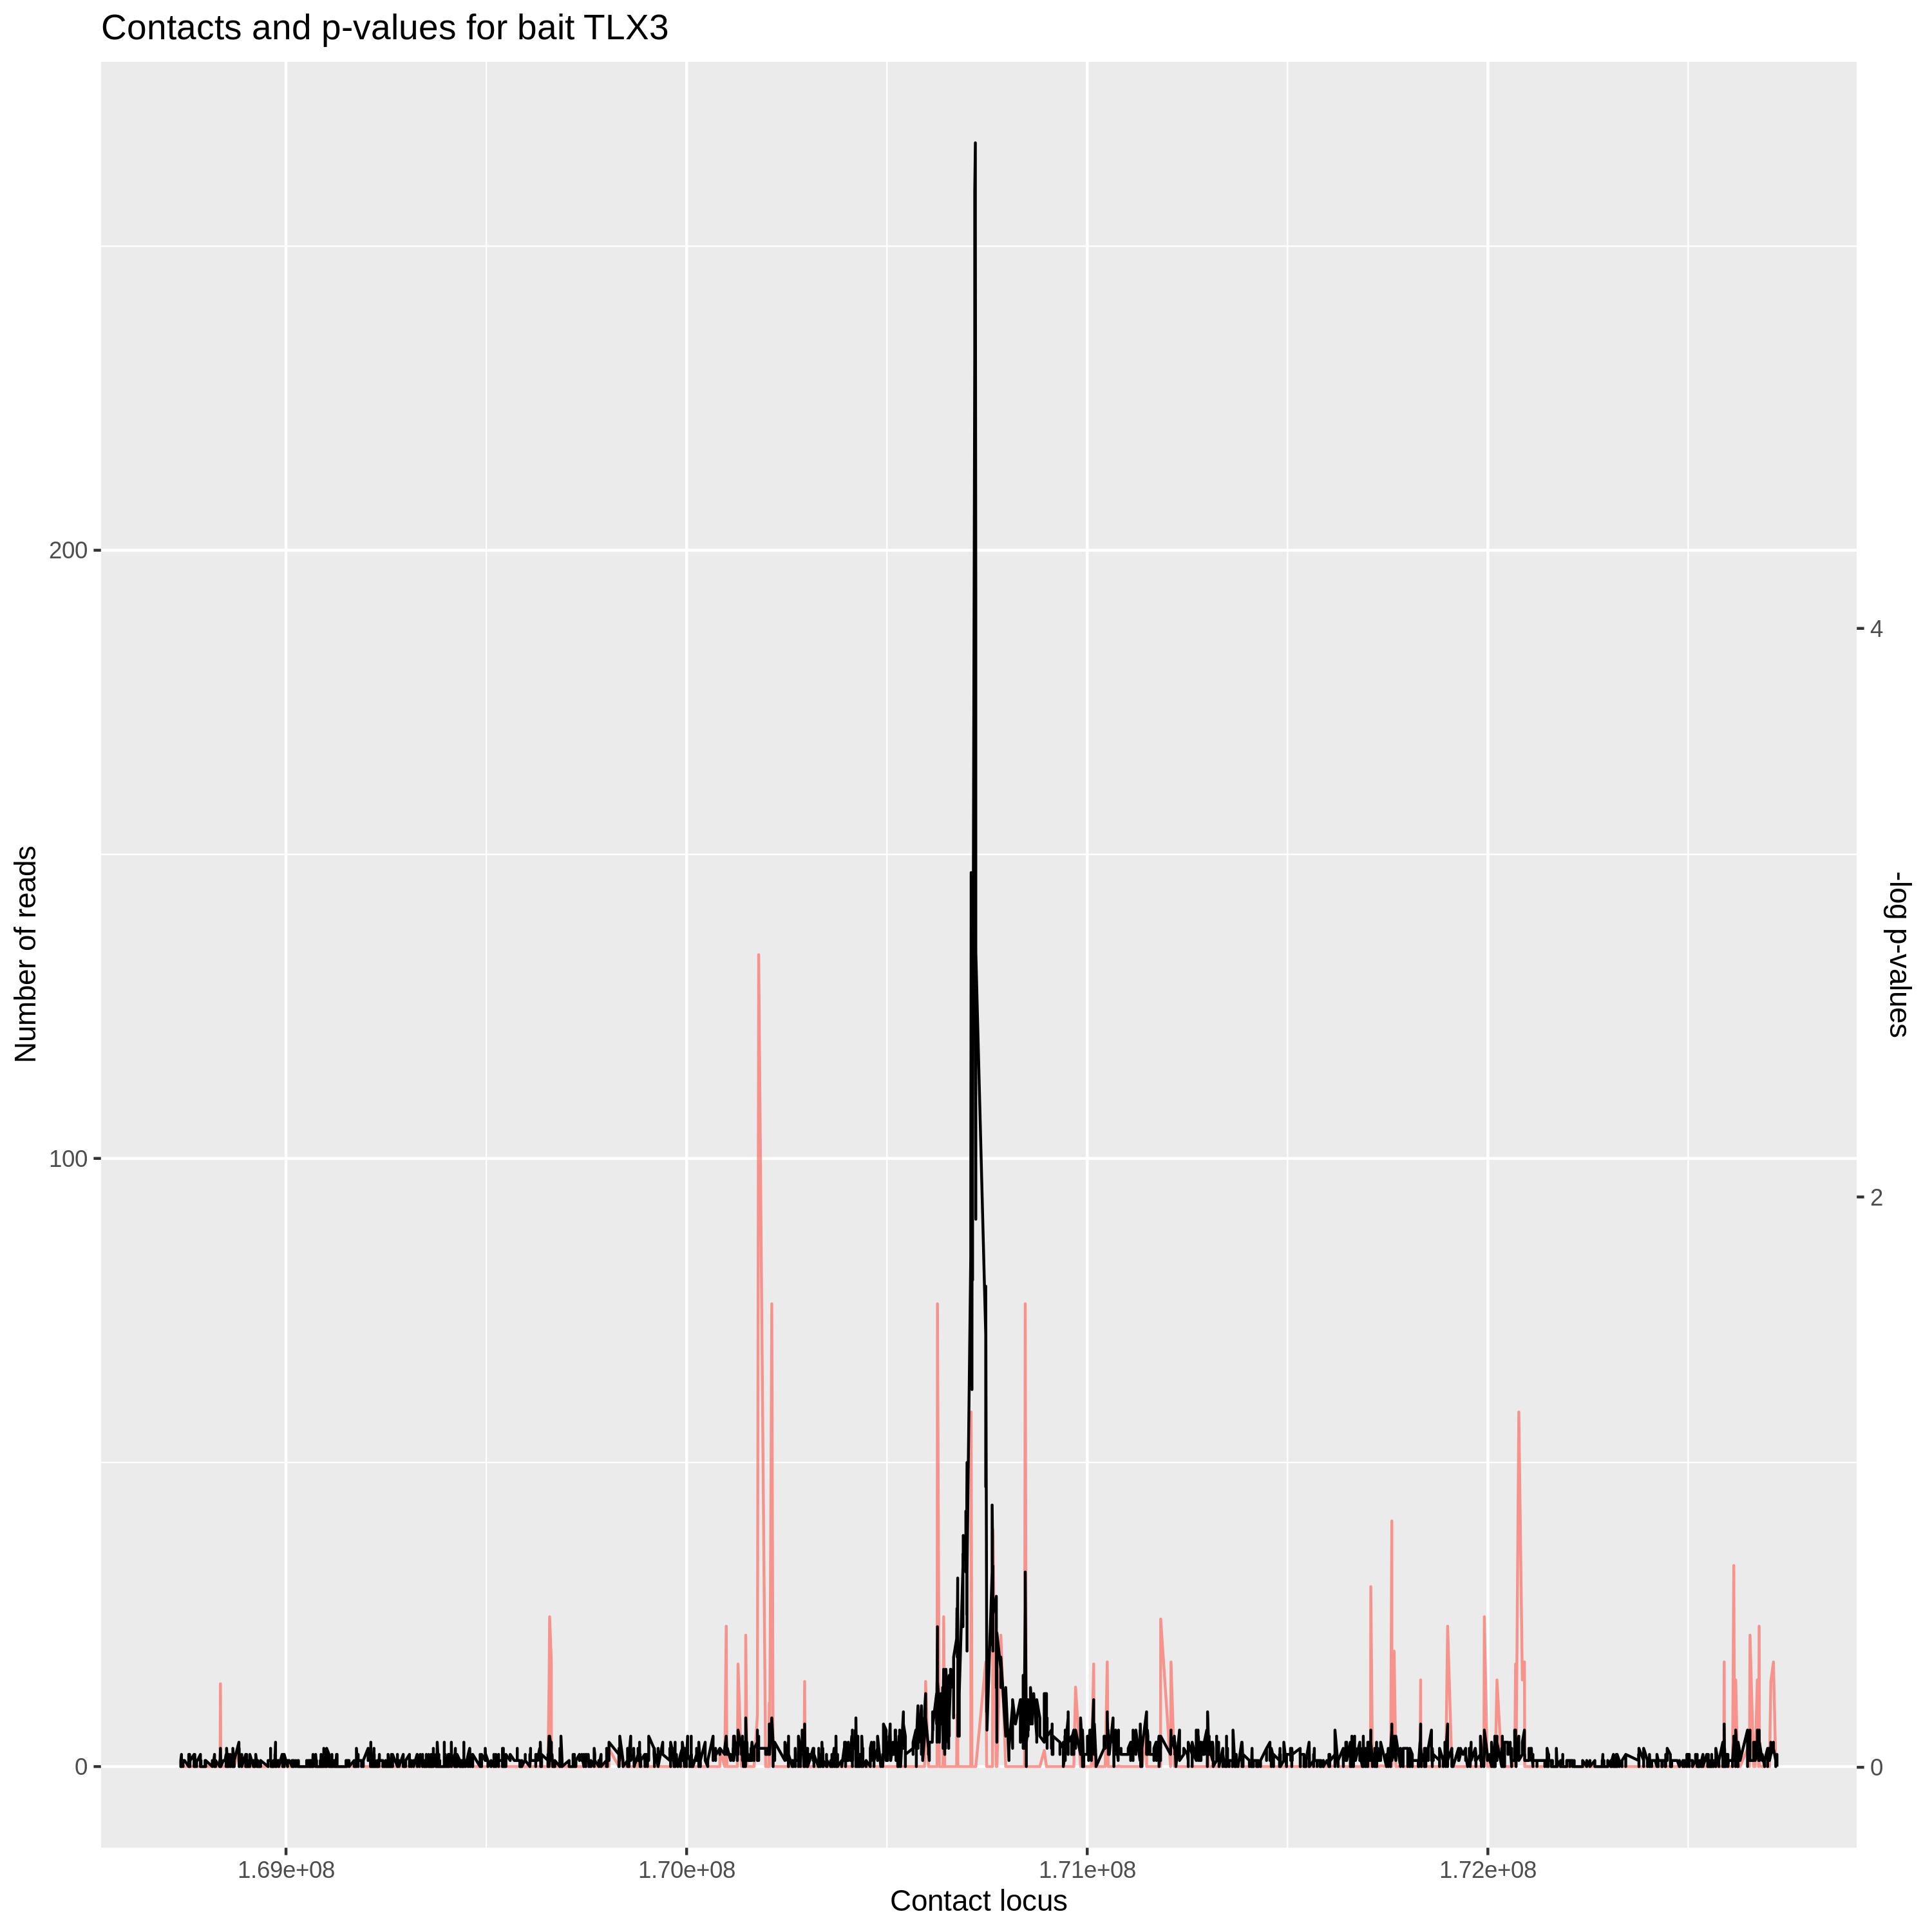 Contacts and p-values for bait TLX3
Number of reads
200
100
0
4
2
0
-log p-values
1.69e+08
1.70e+08
1.71e+08
1.72e+08
Contact locus